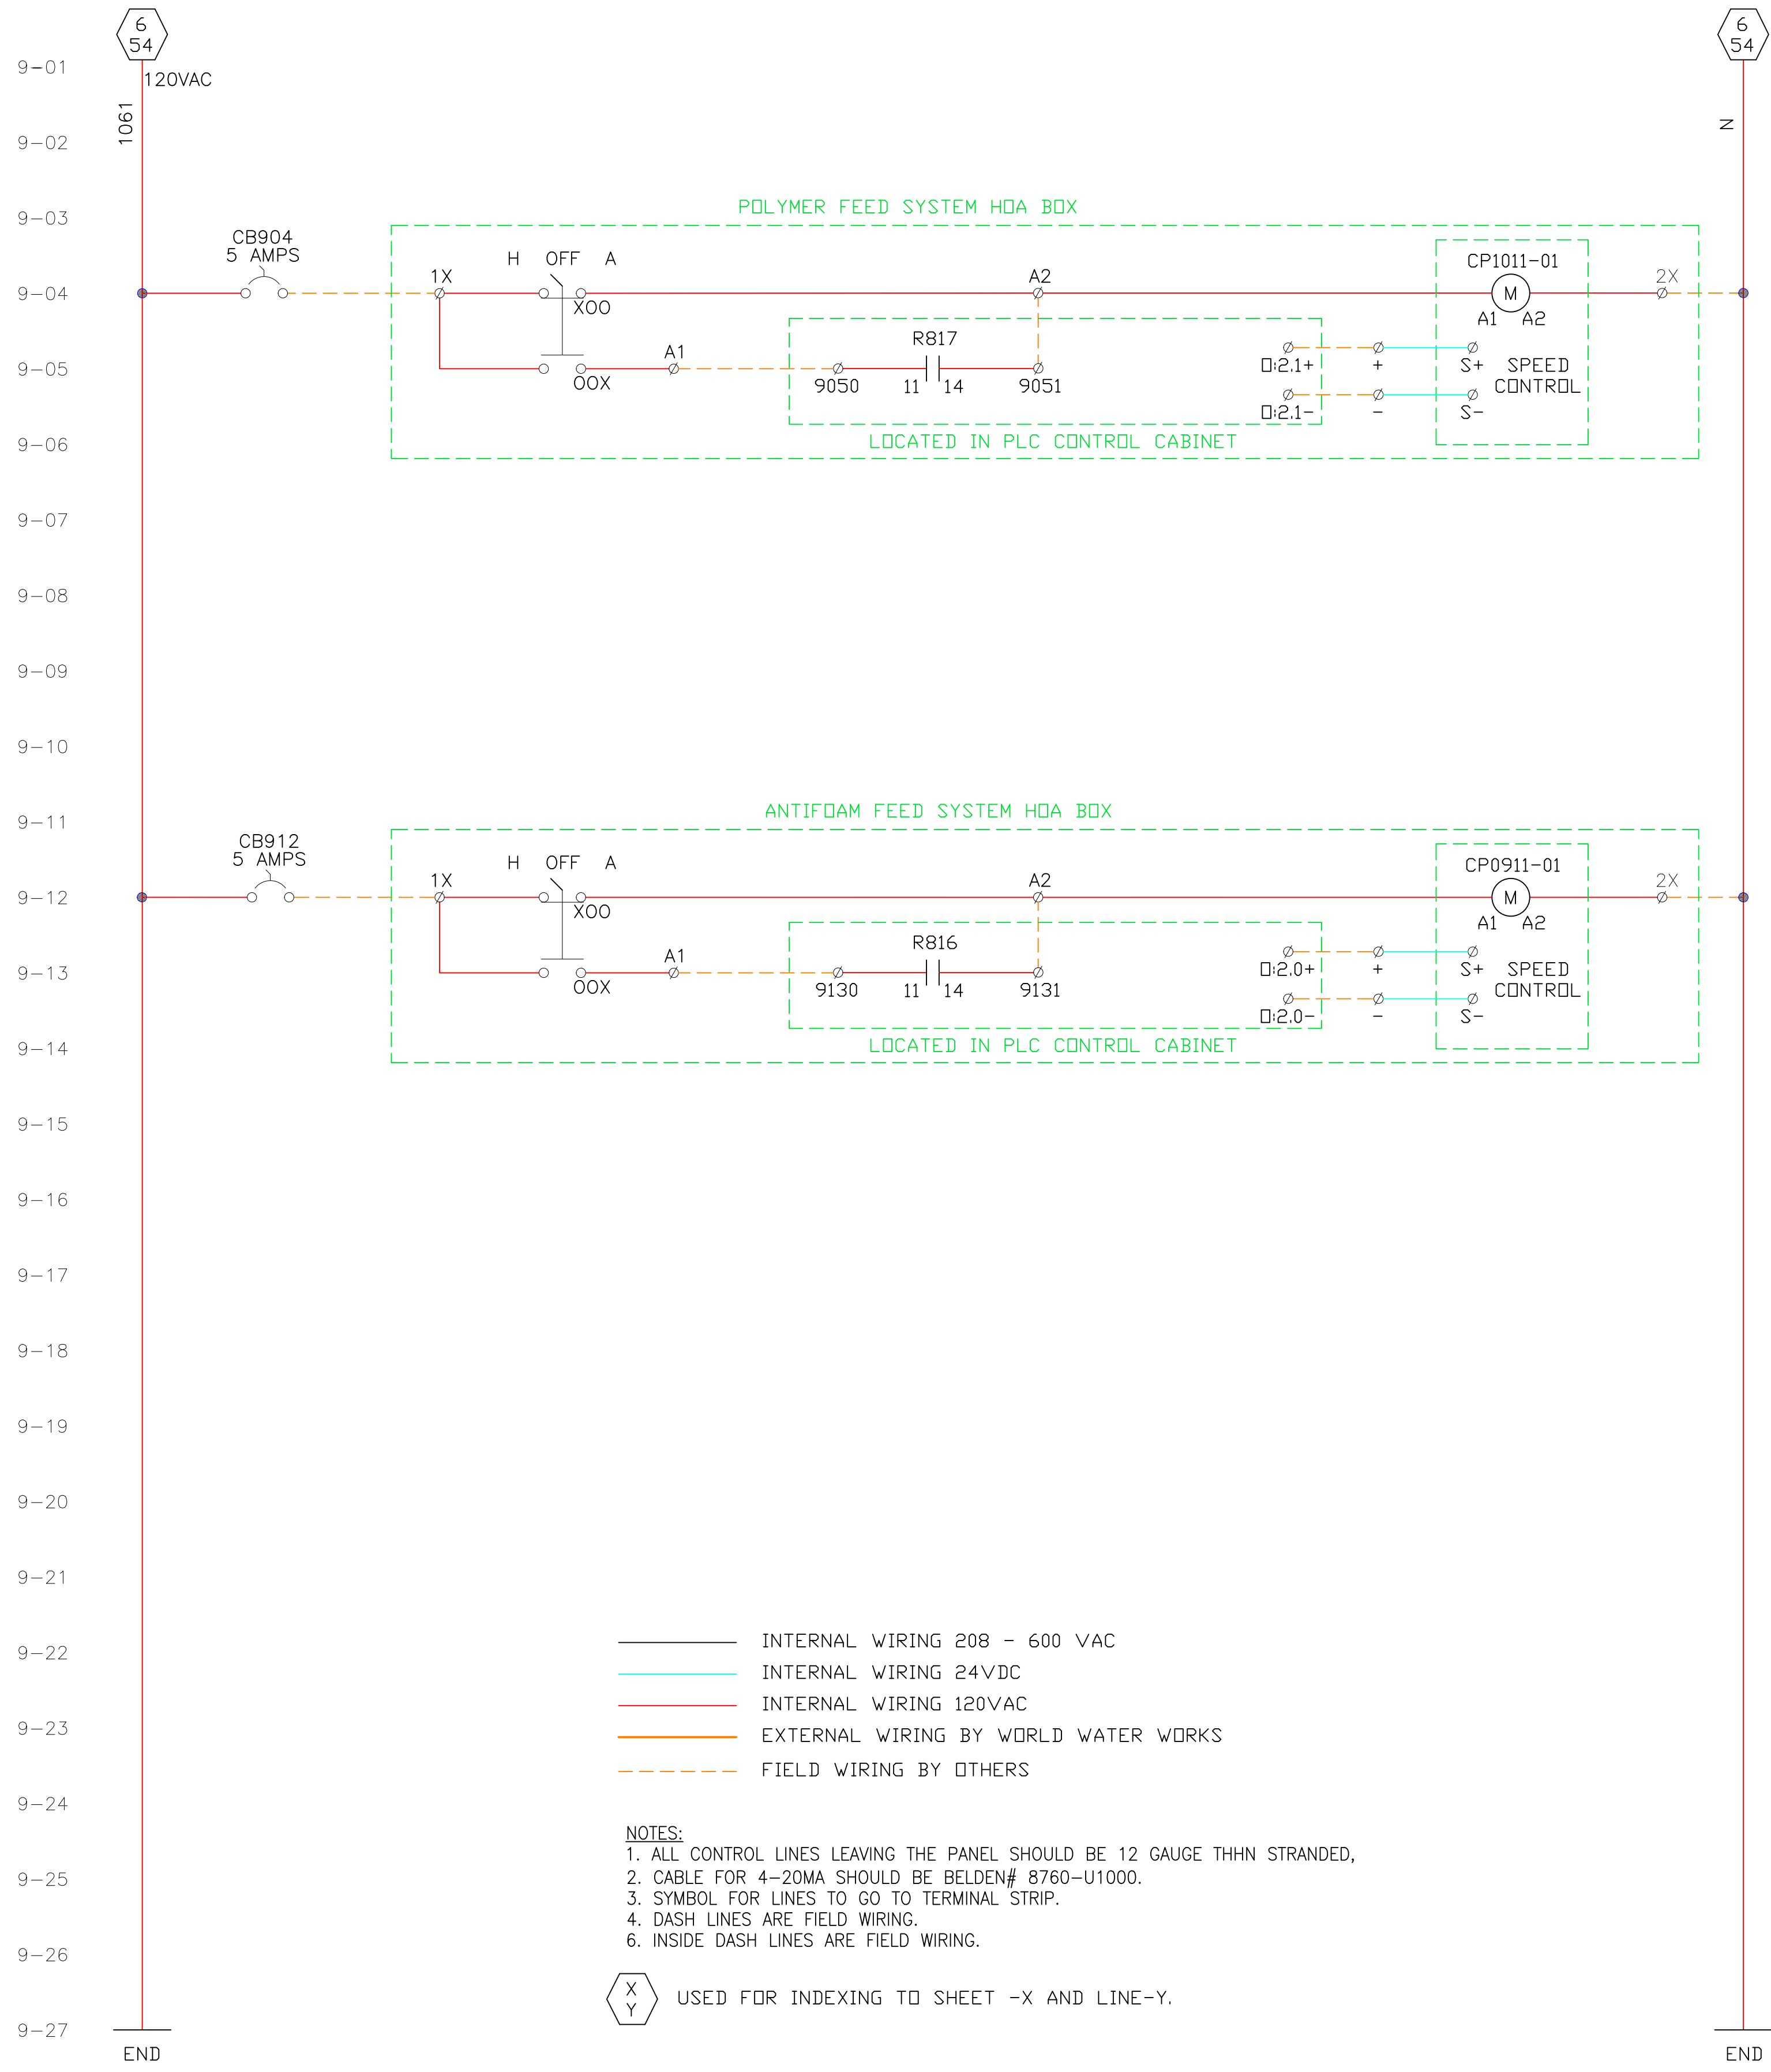 6
54
6
54
9-01
120VAC
1061
N
9-02
9-03
POLYMER FEED SYSTEM HOA BOX
CB904
5 AMPS
H OFF A
CP1011-01
9-04
1X
XOO
A2
M
2X
A1 A2
R817
A1
O:2.1+
+
S+
SPEED
CONTROL
9-05
OOX
9050
11 14
9051
O:2.1-
-
S-
9-06
LOCATED IN PLC CONTROL CABINET
9-07
9-08
9-09
9-10
9-11
ANTIFOAM FEED SYSTEM HOA BOX
CB912
5 AMPS
H OFF A
CP0911-01
9-12
1X
XOO
A2
M
2X
A1 A2
R816
A1
O:2.0+
+
S+
SPEED
CONTROL
9-13
OOX
9130
11 14
9131
O:2.0-
-
S-
9-14
LOCATED IN PLC CONTROL CABINET
9-15
9-16
9-17
9-18
9-19
9-20
9-21
9-22
INTERNAL WIRING 208 - 600 VAC
INTERNAL WIRING 24VDC
INTERNAL WIRING 120VAC
9-23
EXTERNAL WIRING BY WORLD WATER WORKS
FIELD WIRING BY OTHERS
9-24
NOTES:
1. ALL CONTROL LINES LEAVING THE PANEL SHOULD BE 12 GAUGE THHN STRANDED,
9-25
2. CABLE FOR 4-20MA SHOULD BE BELDEN# 8760-U1000.
3. SYMBOL FOR LINES TO GO TO TERMINAL STRIP.
4. DASH LINES ARE FIELD WIRING.
6. INSIDE DASH LINES ARE FIELD WIRING.
9-26
X
Y
USED FOR INDEXING TO SHEET -X AND LINE-Y.
9-27
END
END